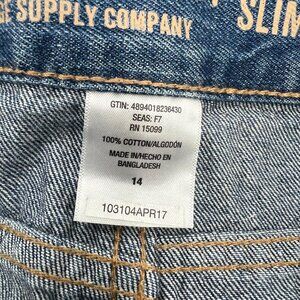 GE SUPPLY COMPANY
SLIM
GTIN: 4894018236430
SEAS: F7
RN 15099
100% COTTON/ALGODÓN
MADE IN/HECHO EN
BANGLADESH
14
103104APR17